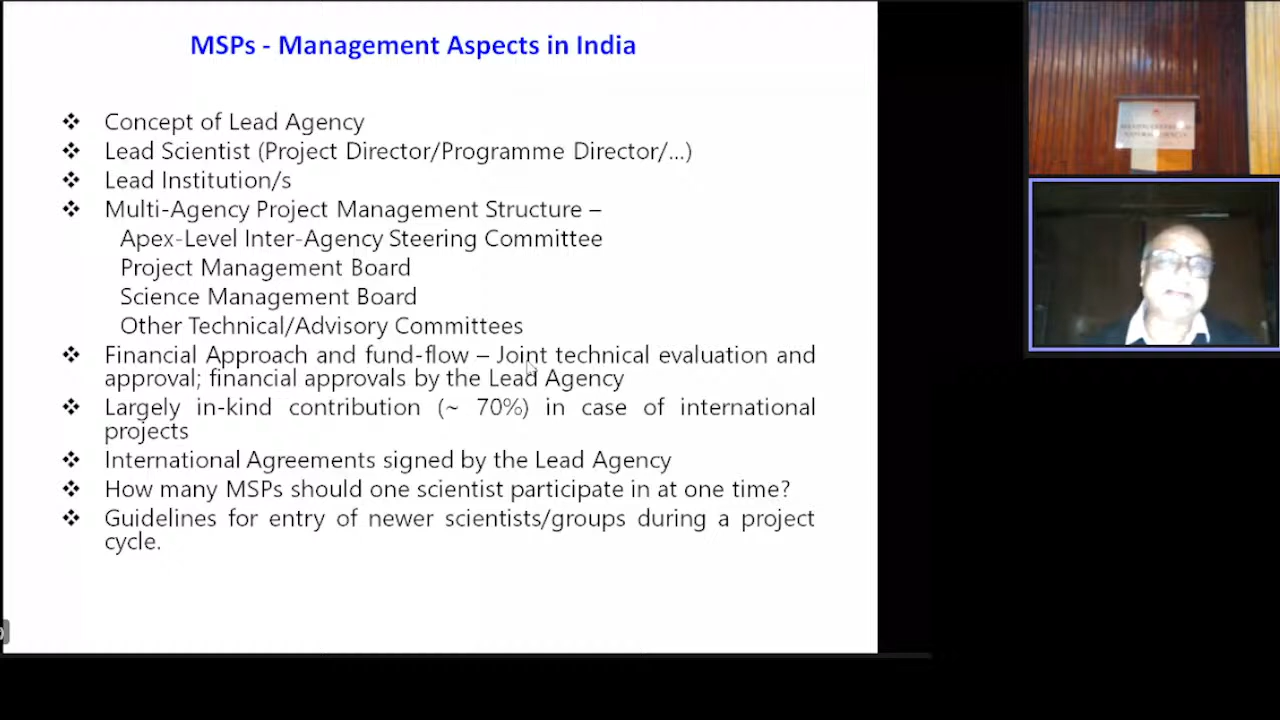 MSPs - Management Aspects in India
❖ Concept of Lead Agency
❖ Lead Scientist (Project Director/Programme Director/...)
❖ Lead Institution/s
❖ Multi-Agency Project Management Structure –
Apex-Level Inter-Agency Steering Committee
Project Management Board
Science Management Board
Other Technical/Advisory Committees
❖ Financial Approach and fund-flow – Joint technical evaluation and
approval; financial approvals by the Lead Agency
❖ Largely in-kind contribution (~ 70%) in case of international
projects
❖ International Agreements signed by the Lead Agency
❖ How many MSPs should one scientist participate in at one time?
❖ Guidelines for entry of newer scientists/groups during a project
cycle.